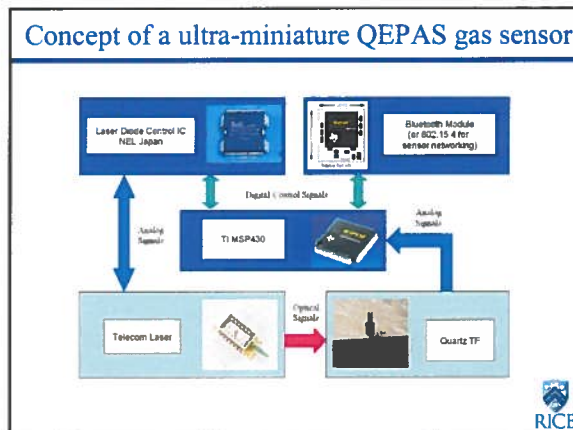 Concept of a ultra-miniature QEPAS gas sensor
Laser Diode Control IC
NEL Japan
Bluetooth Module
(or 802.15.4 for
sensor networking)
Digital Control Signals
Analog
Signals
TI MSP430
Analog
Signals
Optical
Signals
Telecom Laser
Quartz TF
RICE